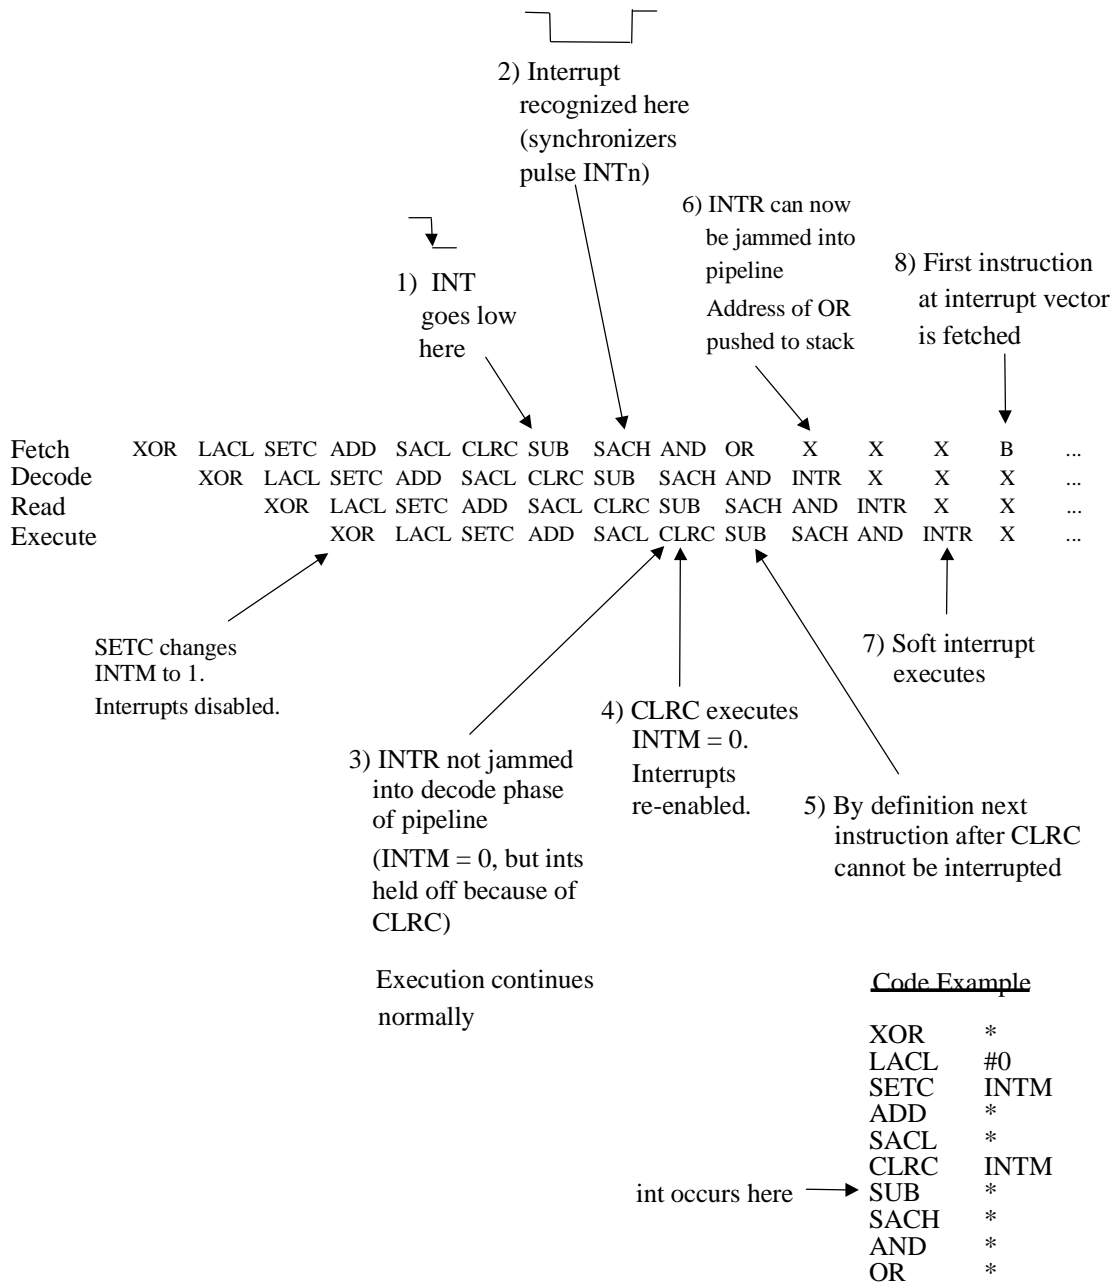 2) Interrupt
recognized here
(synchronizers
pulse INTn)
6) INTR can now
be jammed into
pipeline
Address of OR
pushed to stack
8) First instruction
at interrupt vector
is fetched
1) INT
goes low
here
Fetch XOR LACL SETC ADD SACL CLRC SUB SACH AND OR X X X B ...
Decode XOR LACL SETC ADD SACL CLRC SUB SACH AND INTR X X X ...
Read XOR LACL SETC ADD SACL CLRC SUB SACH AND INTR X X ...
Execute XOR LACL SETC ADD SACL CLRC SUB SACH AND INTR X ...
SETC changes
INTM to 1.
Interrupts disabled.
3) INTR not jammed
into decode phase
of pipeline
(INTM = 0, but ints
held off because of
CLRC)
Execution continues
normally
4) CLRC executes
INTM = 0.
Interrupts
re-enabled.
5) By definition next
instruction after CLRC
cannot be interrupted
7) Soft interrupt
executes
Code Example
XOR *
LACL #0
SETC INTM
ADD *
SACL *
CLRC INTM
int occurs here SUB *
SACH *
AND *
OR *